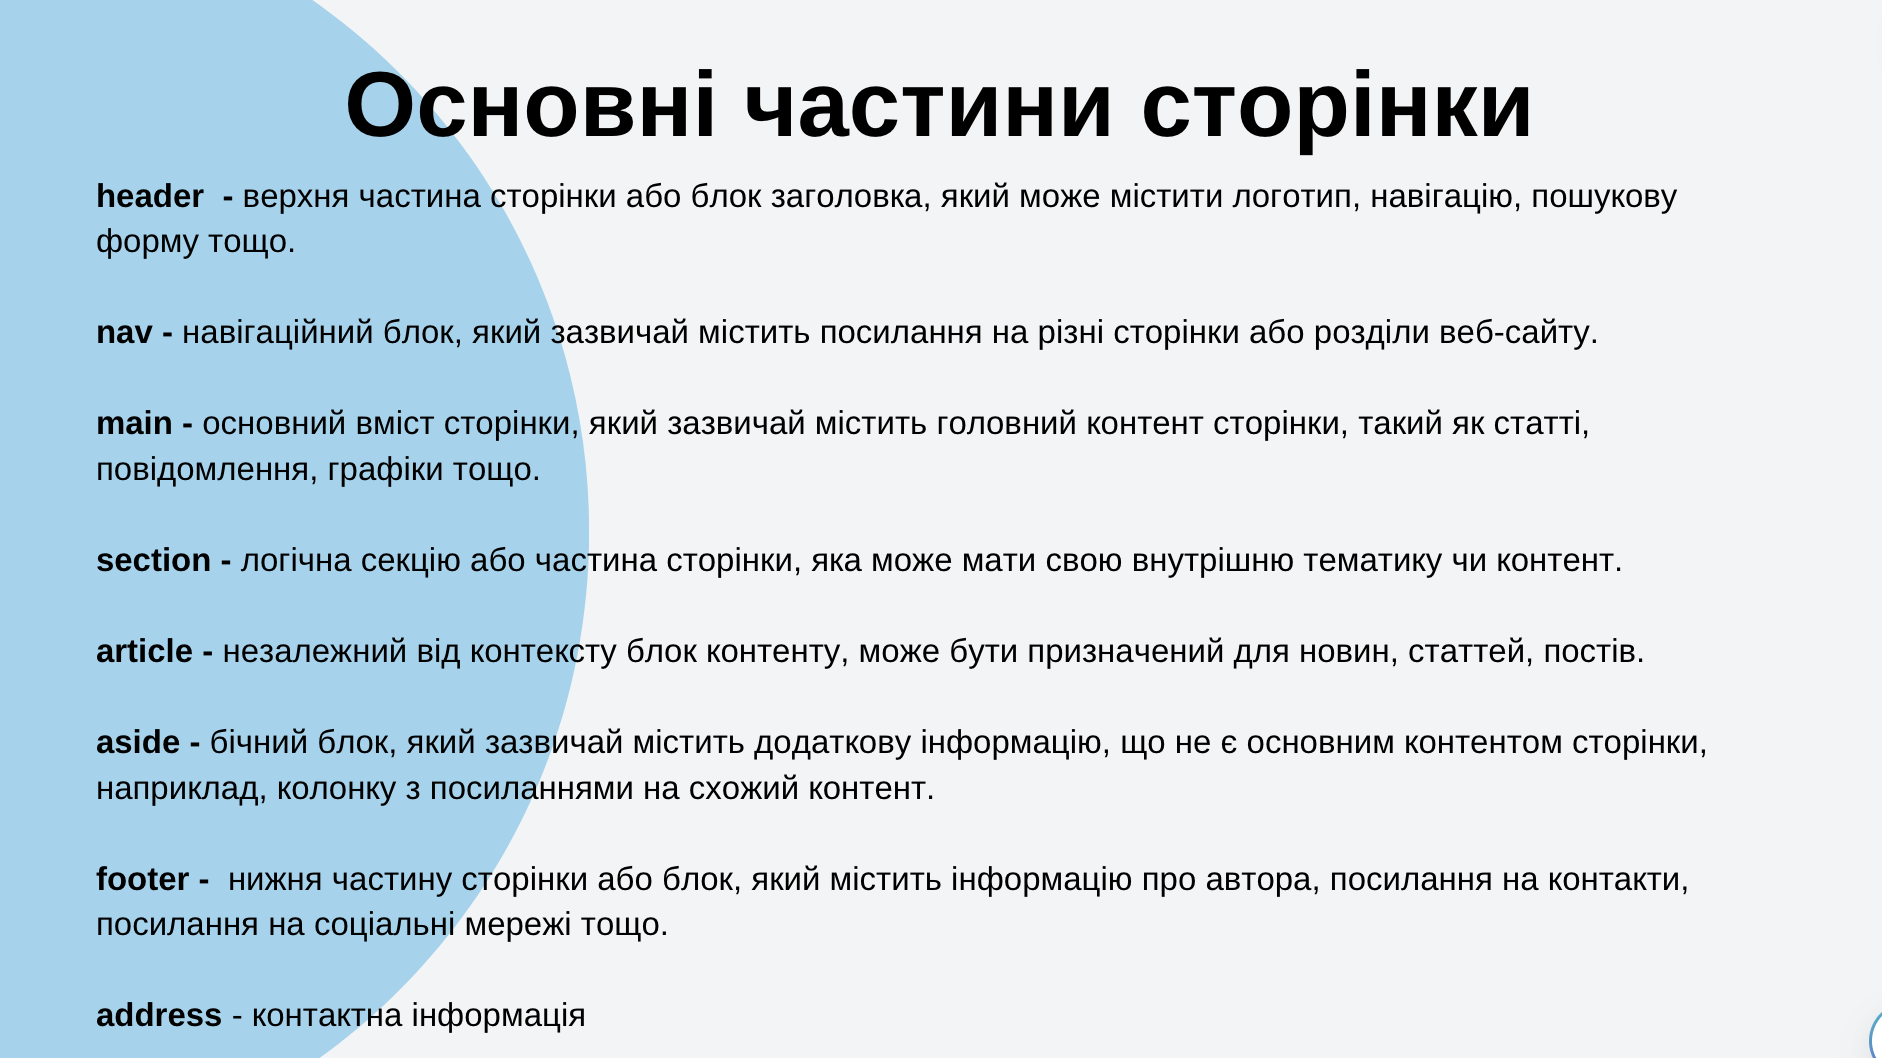 Основні частини сторінки
header  - верхня частина сторінки або блок заголовка, який може містити логотип, навігацію, пошукову
форму тощо.
nav - навігаційний блок, який зазвичай містить посилання на різні сторінки або розділи веб-сайту.
main - основний вміст сторінки, який зазвичай містить головний контент сторінки, такий як статті,
повідомлення, графіки тощо.
section - логічна секцію або частина сторінки, яка може мати свою внутрішню тематику чи контент.
article - незалежний від контексту блок контенту, може бути призначений для новин, статтей, постів.
aside - бічний блок, який зазвичай містить додаткову інформацію, що не є основним контентом сторінки,
наприклад, колонку з посиланнями на схожий контент.
footer -  нижня частину сторінки або блок, який містить інформацію про автора, посилання на контакти,
посилання на соціальні мережі тощо.
address - контактна інформація